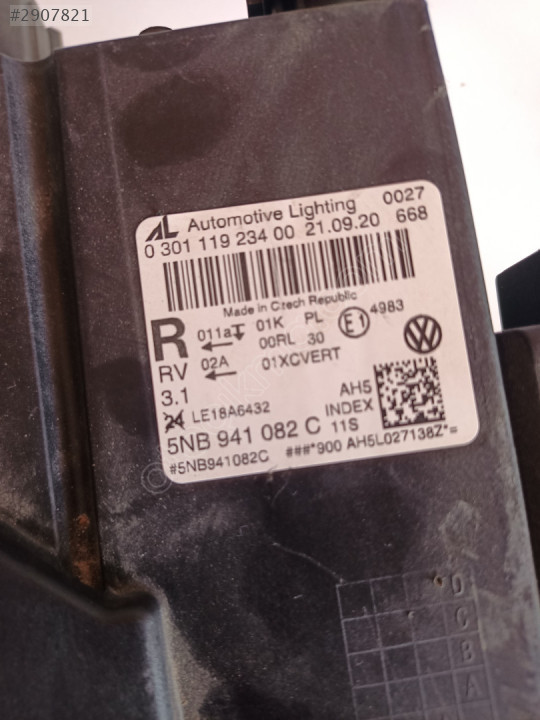 #2907821
AL Automotive Lighting 0027
0 301 119 234 00 21.09.20 668
Made in Czech Republic
R 011a 01K PL E1 4983
00RL 30
RV 02A 01XCVERT
3.1
24 LE18A6432 AH5
5NB 941 082 C INDEX 11S
#5NB941082C ###*900 AH5L027138Z*=
D
C
B
A